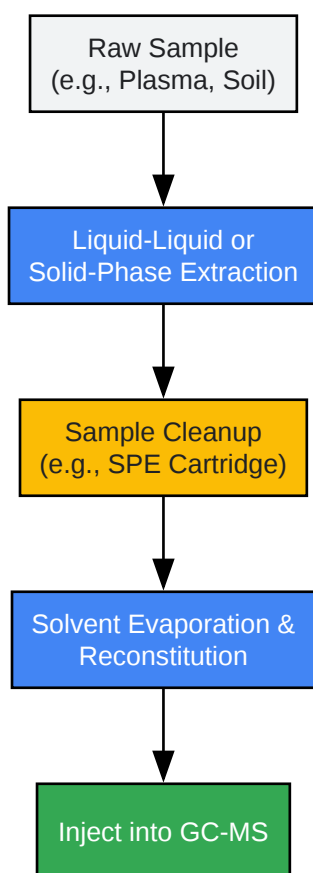 Raw Sample
(e.g., Plasma, Soil)
Liquid-Liquid or
Solid-Phase Extraction
Sample Cleanup
(e.g., SPE Cartridge)
Solvent Evaporation &
Reconstitution
Inject into GC-MS